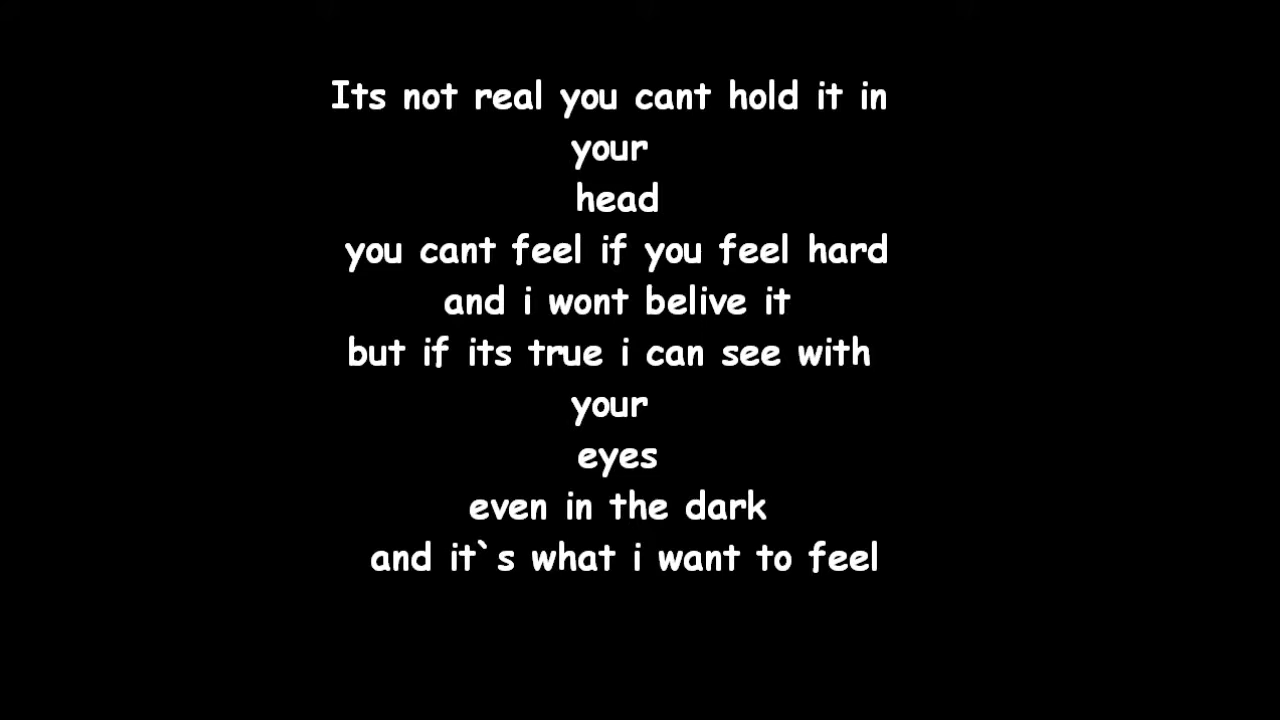 Its not real you cant hold it in
your
head
you cant feel if you feel hard
and i wont belive it
but if its true i can see with
your
eyes
even in the dark
and it`s what i want to feel